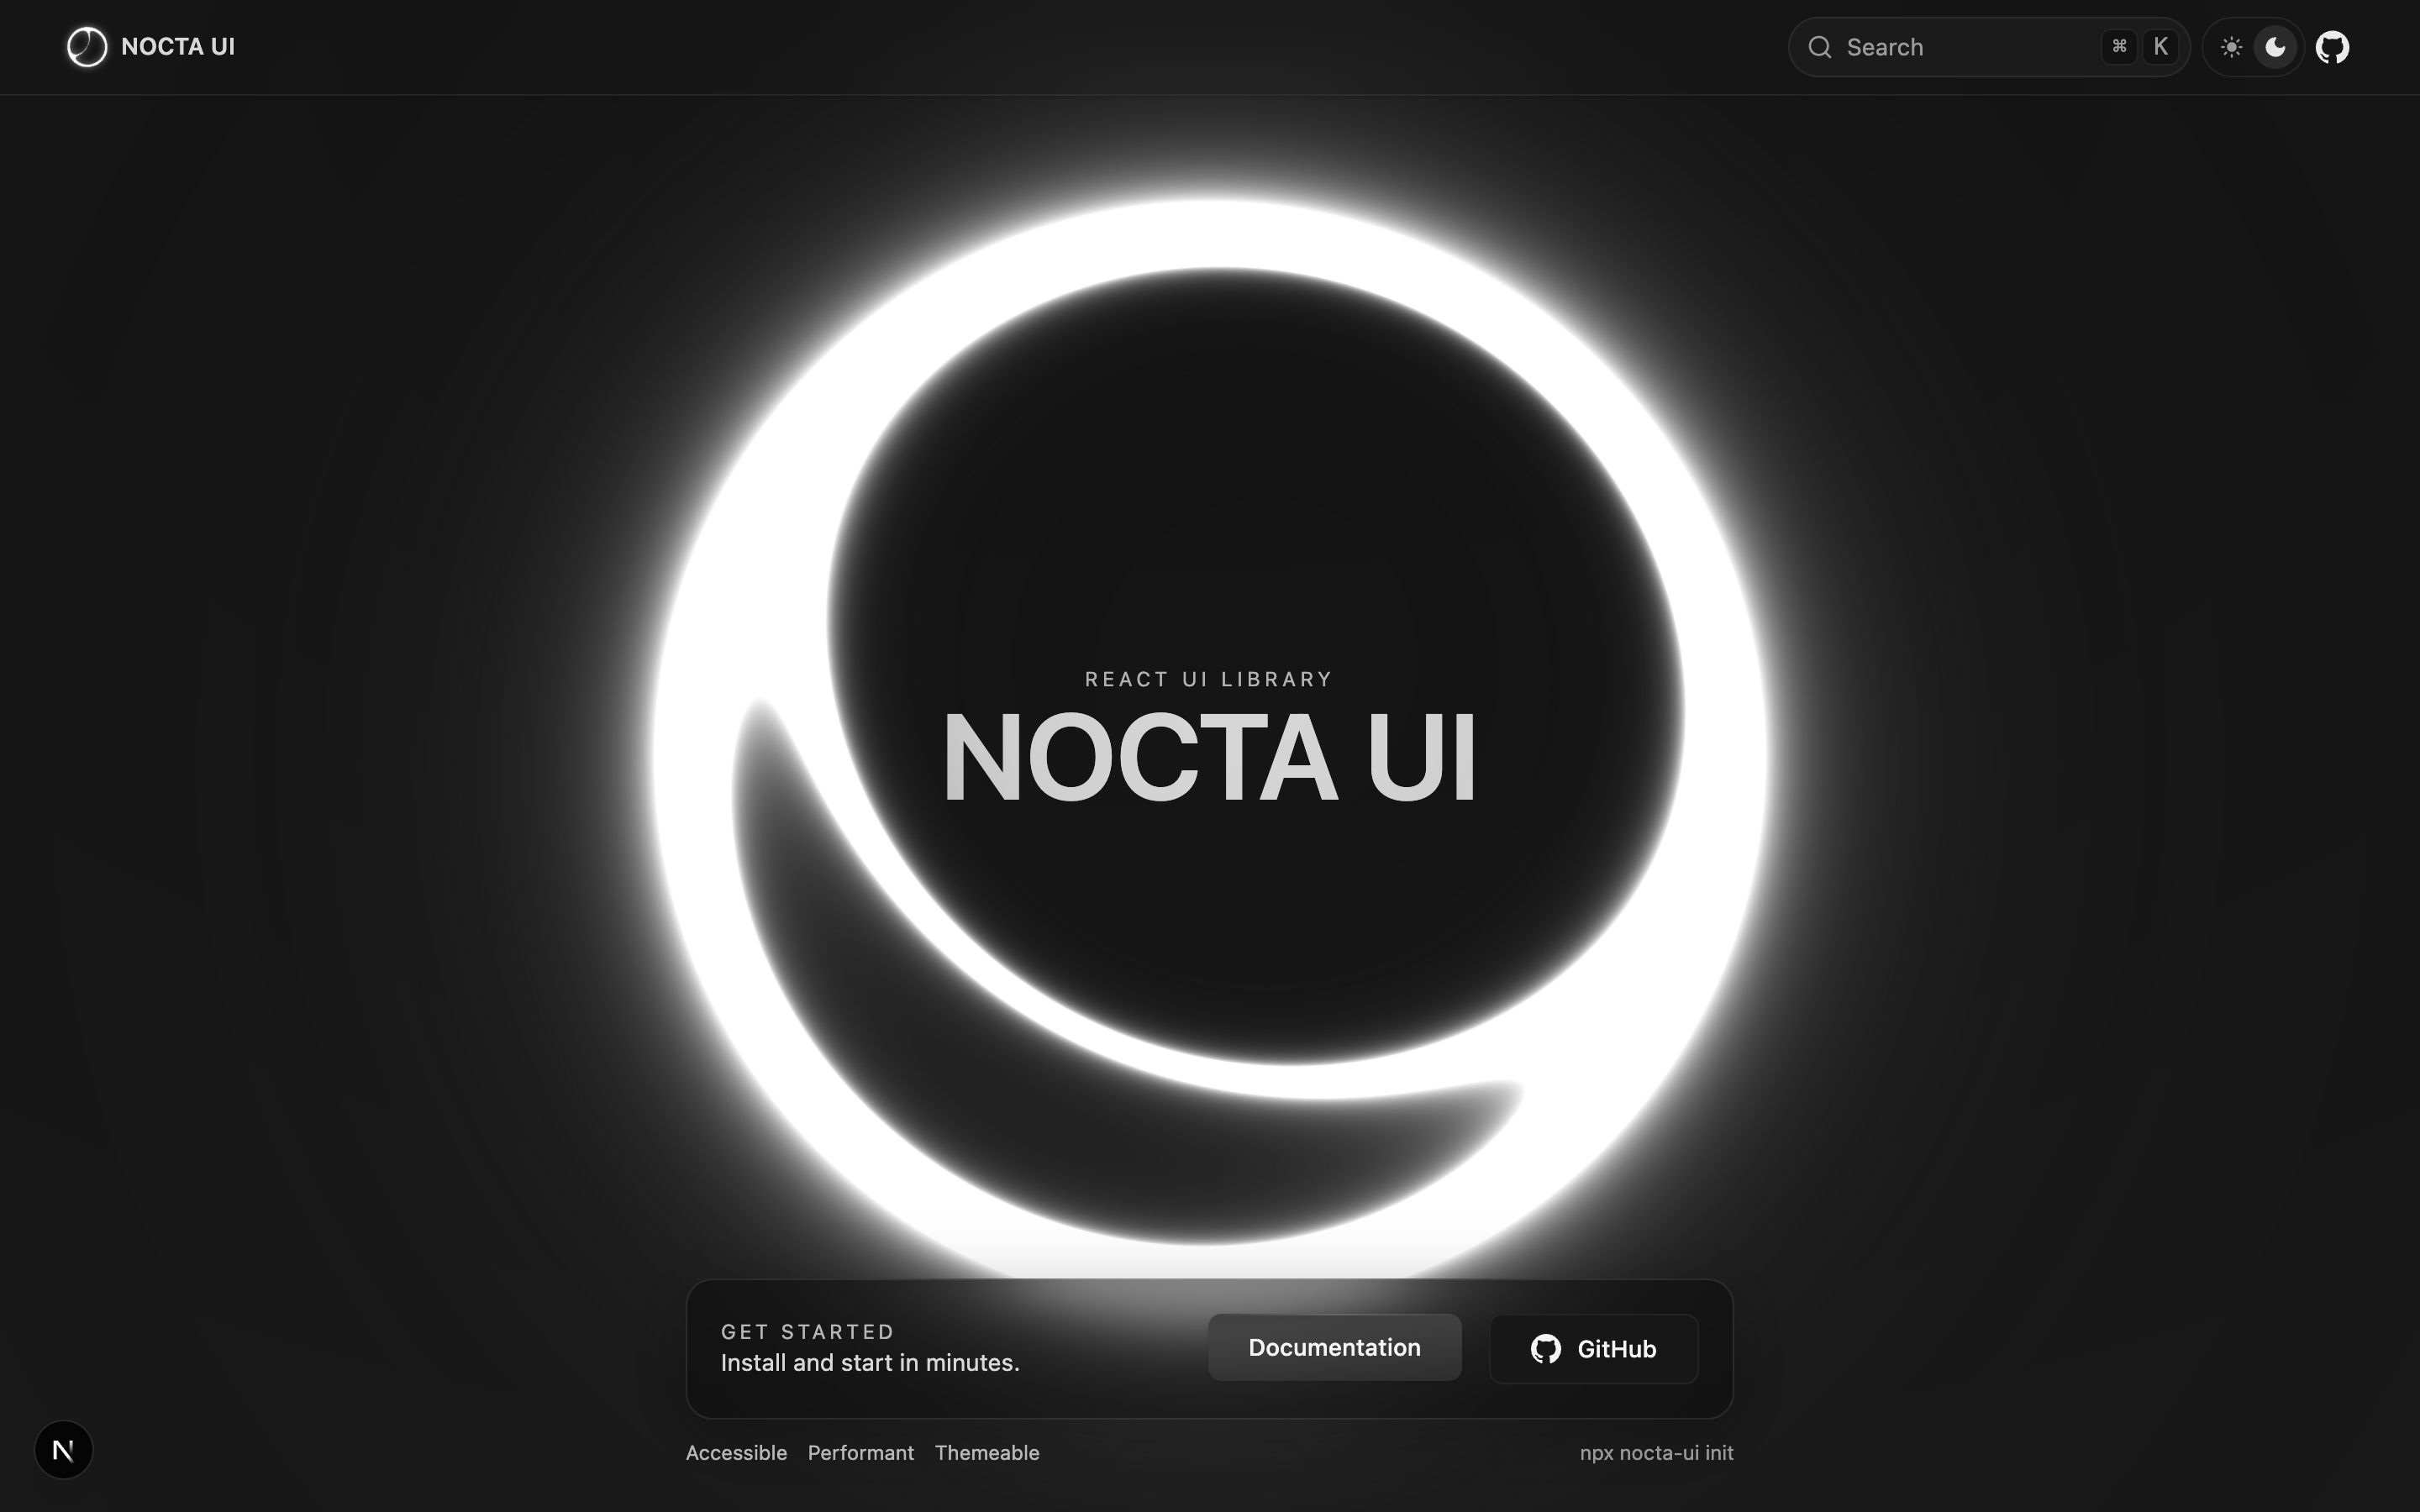 NOCTA UI
Search ⌘ K
REACT UI LIBRARY
NOCTA UI
GET STARTED
Install and start in minutes.
Documentation
GitHub
N
Accessible Performant Themeable
npx nocta-ui init